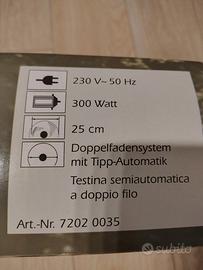 230 V~ 50 Hz
300 Watt
25 cm
Doppelfadensystem
mit Tipp-Automatik
Testina semiautomatica
a doppio filo
Art.-Nr. 7202 0035
subito